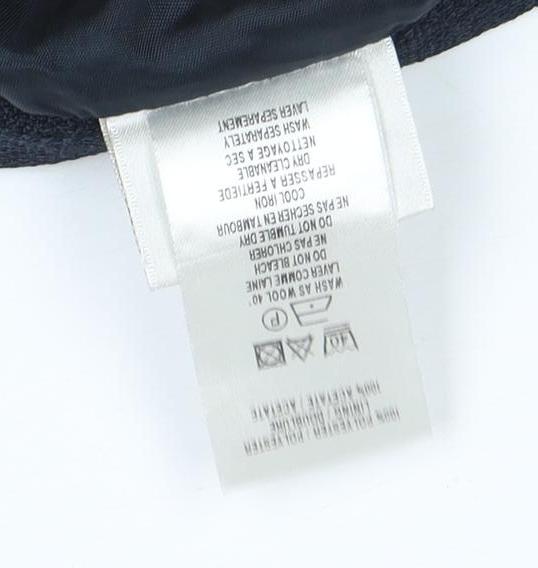 100% POLYESTER / POLYESTER
LINING / DOUBLURE
100% ACETATE / ACETATE
40
P
WASH AS WOOL 40°
LAVER COMME LAINE
DO NOT BLEACH
NE PAS CHLORER
DO NOT TUMBLE DRY
NE PAS SECHER EN TAMBOUR
COOL IRON
REPASSER A FERTIEDE
DRY CLEANABLE
NETTOYAGE A SEC
WASH SEPARATELY
LAVER SEPAREMENT